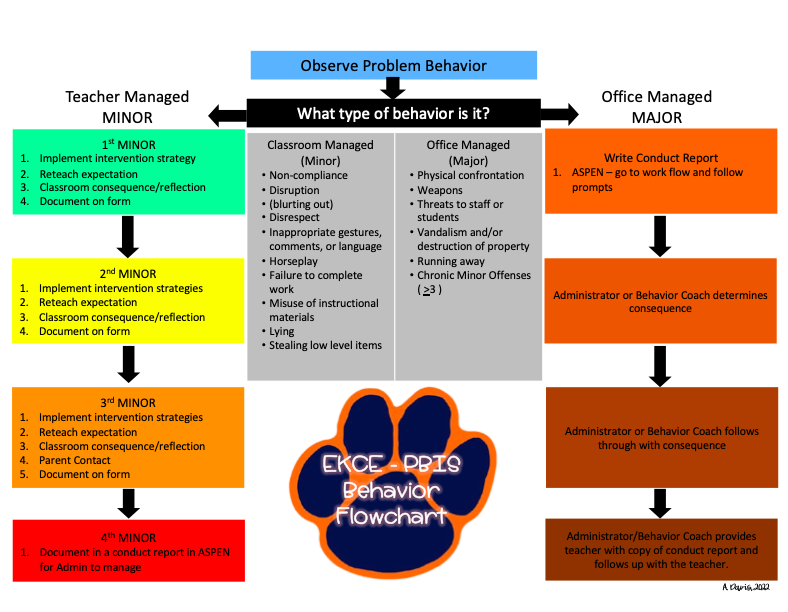 Observe Problem Behavior
Teacher Managed
MINOR
What type of behavior is it?
Office Managed
MAJOR
1st MINOR
1. Implement intervention strategy
2. Reteach expectation
3. Classroom consequence/reflection
4. Document on form
2nd MINOR
1. Implement intervention strategies
2. Reteach expectation
3. Classroom consequence/reflection
4. Document on form
3rd MINOR
1. Implement intervention strategies
2. Reteach expectation
3. Classroom consequence/reflection
4. Parent Contact
5. Document on form
4th MINOR
1. Document in a conduct report in ASPEN
for Admin to manage
Classroom Managed
(Minor)
• Non-compliance
• Disruption
• (blurting out)
• Disrespect
• Inappropriate gestures,
comments, or language
• Horseplay
• Failure to complete
work
• Misuse of instructional
materials
• Lying
• Stealing low level items
Office Managed
(Major)
• Physical confrontation
• Weapons
• Threats to staff or
students
• Vandalism and/or
destruction of property
• Running away
• Chronic Minor Offenses
( >3 )
EKCE - PBIS
Behavior
Flowchart
Write Conduct Report
1. ASPEN – go to work flow and follow
prompts
Administrator or Behavior Coach determines
consequence
Administrator or Behavior Coach follows
through with consequence
Administrator/Behavior Coach provides
teacher with copy of conduct report and
follows up with the teacher.
A. Davis, 2022